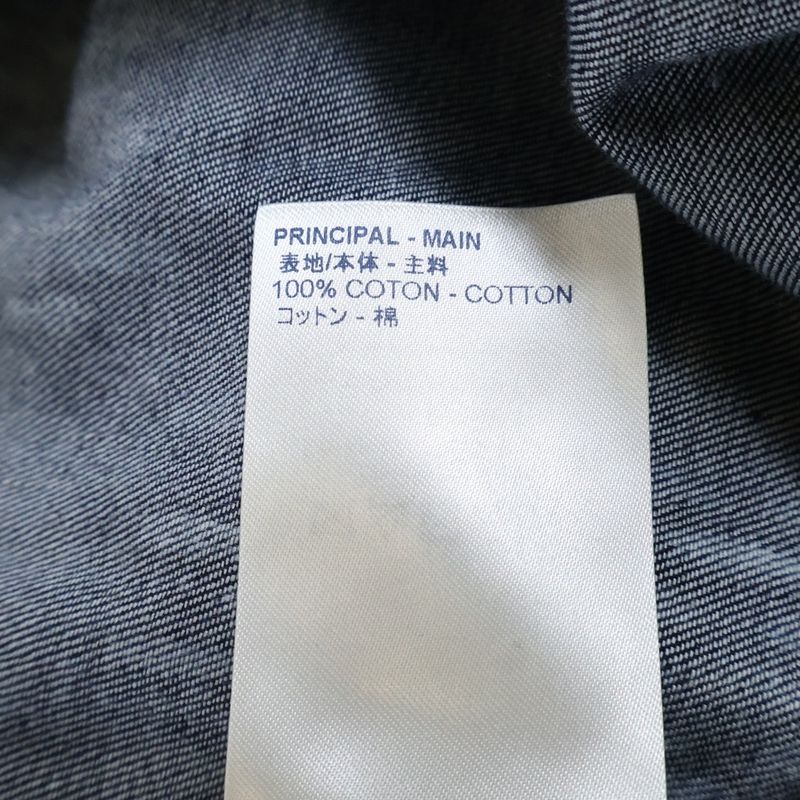 PRINCIPAL - MAIN
表地/本体 - 主料
100% COTON - COTTON
コットン - 棉